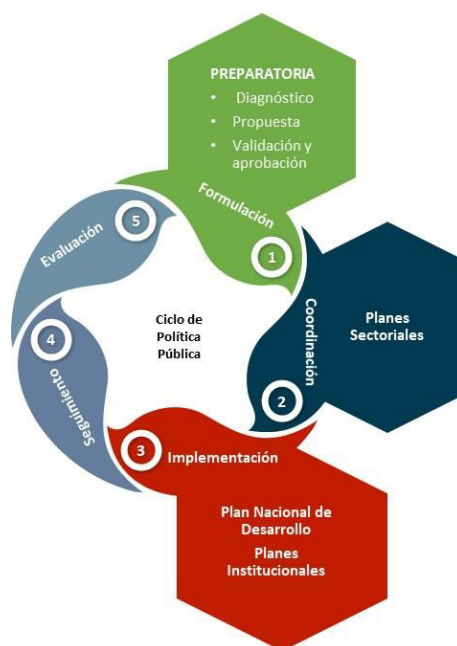 PREPARATORIA
• Diagnóstico
• Propuesta
• Validación y
aprobación
Formulación
1
Coordinación
2
Planes
Sectoriales
Implementación
3
Plan Nacional de
Desarrollo
Planes
Institucionales
Seguimiento
4
Evaluación
5
Ciclo de
Política
Pública